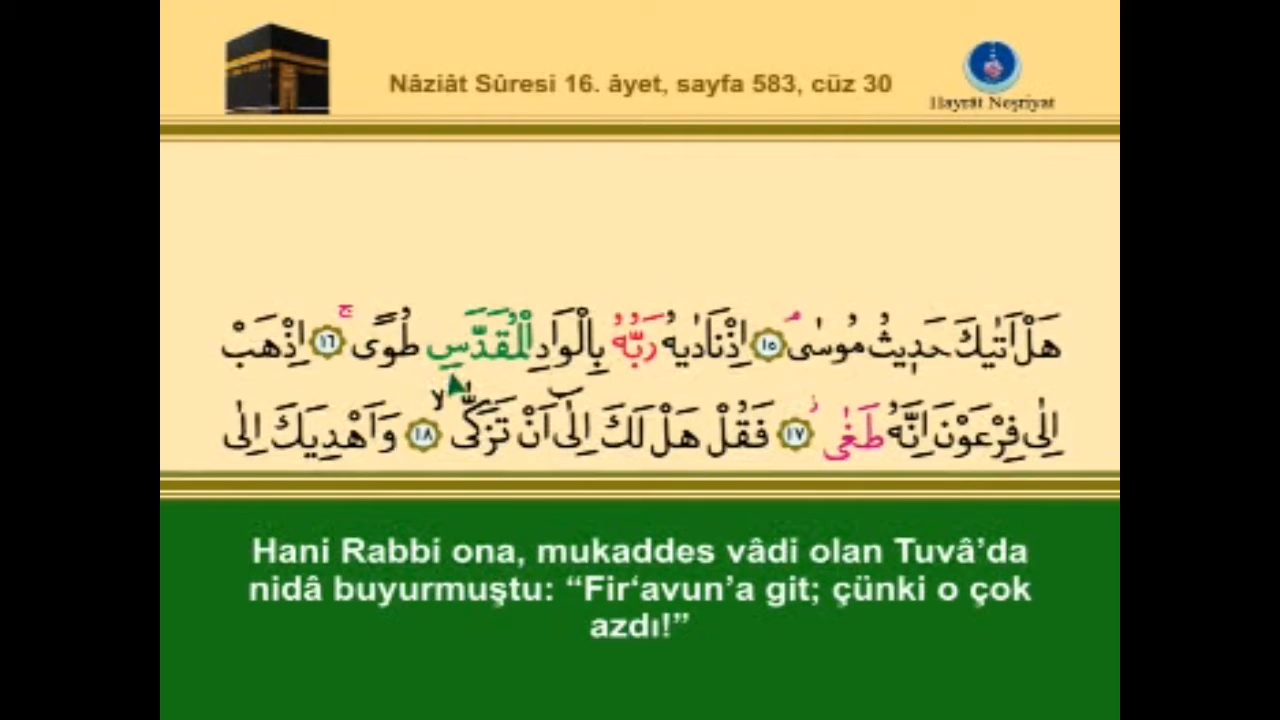 Nâziât Sûresi 16. âyet, sayfa 583, cüz 30
Hayrât Neşriyat
هَلْ اَتٰيكَ حَد۪يثُ مُوسٰىۘ ﴿١٥﴾ اِذْ نَادٰيهُ رَبُّهُ بِالْوَادِ الْمُقَدَّسِ طُوًىۚ ﴿١٦﴾ اِذْهَبْ
اِلٰى فِرْعَوْنَ اِنَّهُ طَغٰىۘ ﴿١٧﴾ فَقُلْ هَلْ لَكَ اِلٰٓى اَنْ تَزَكّٰىۙ ﴿١٨﴾ وَاَهْدِيَكَ اِلٰى
Hani Rabbi ona, mukaddes vâdi olan Tuvâ’da
nidâ buyurmuştu: “Fir‘avun’a git; çünki o çok
azdı!”